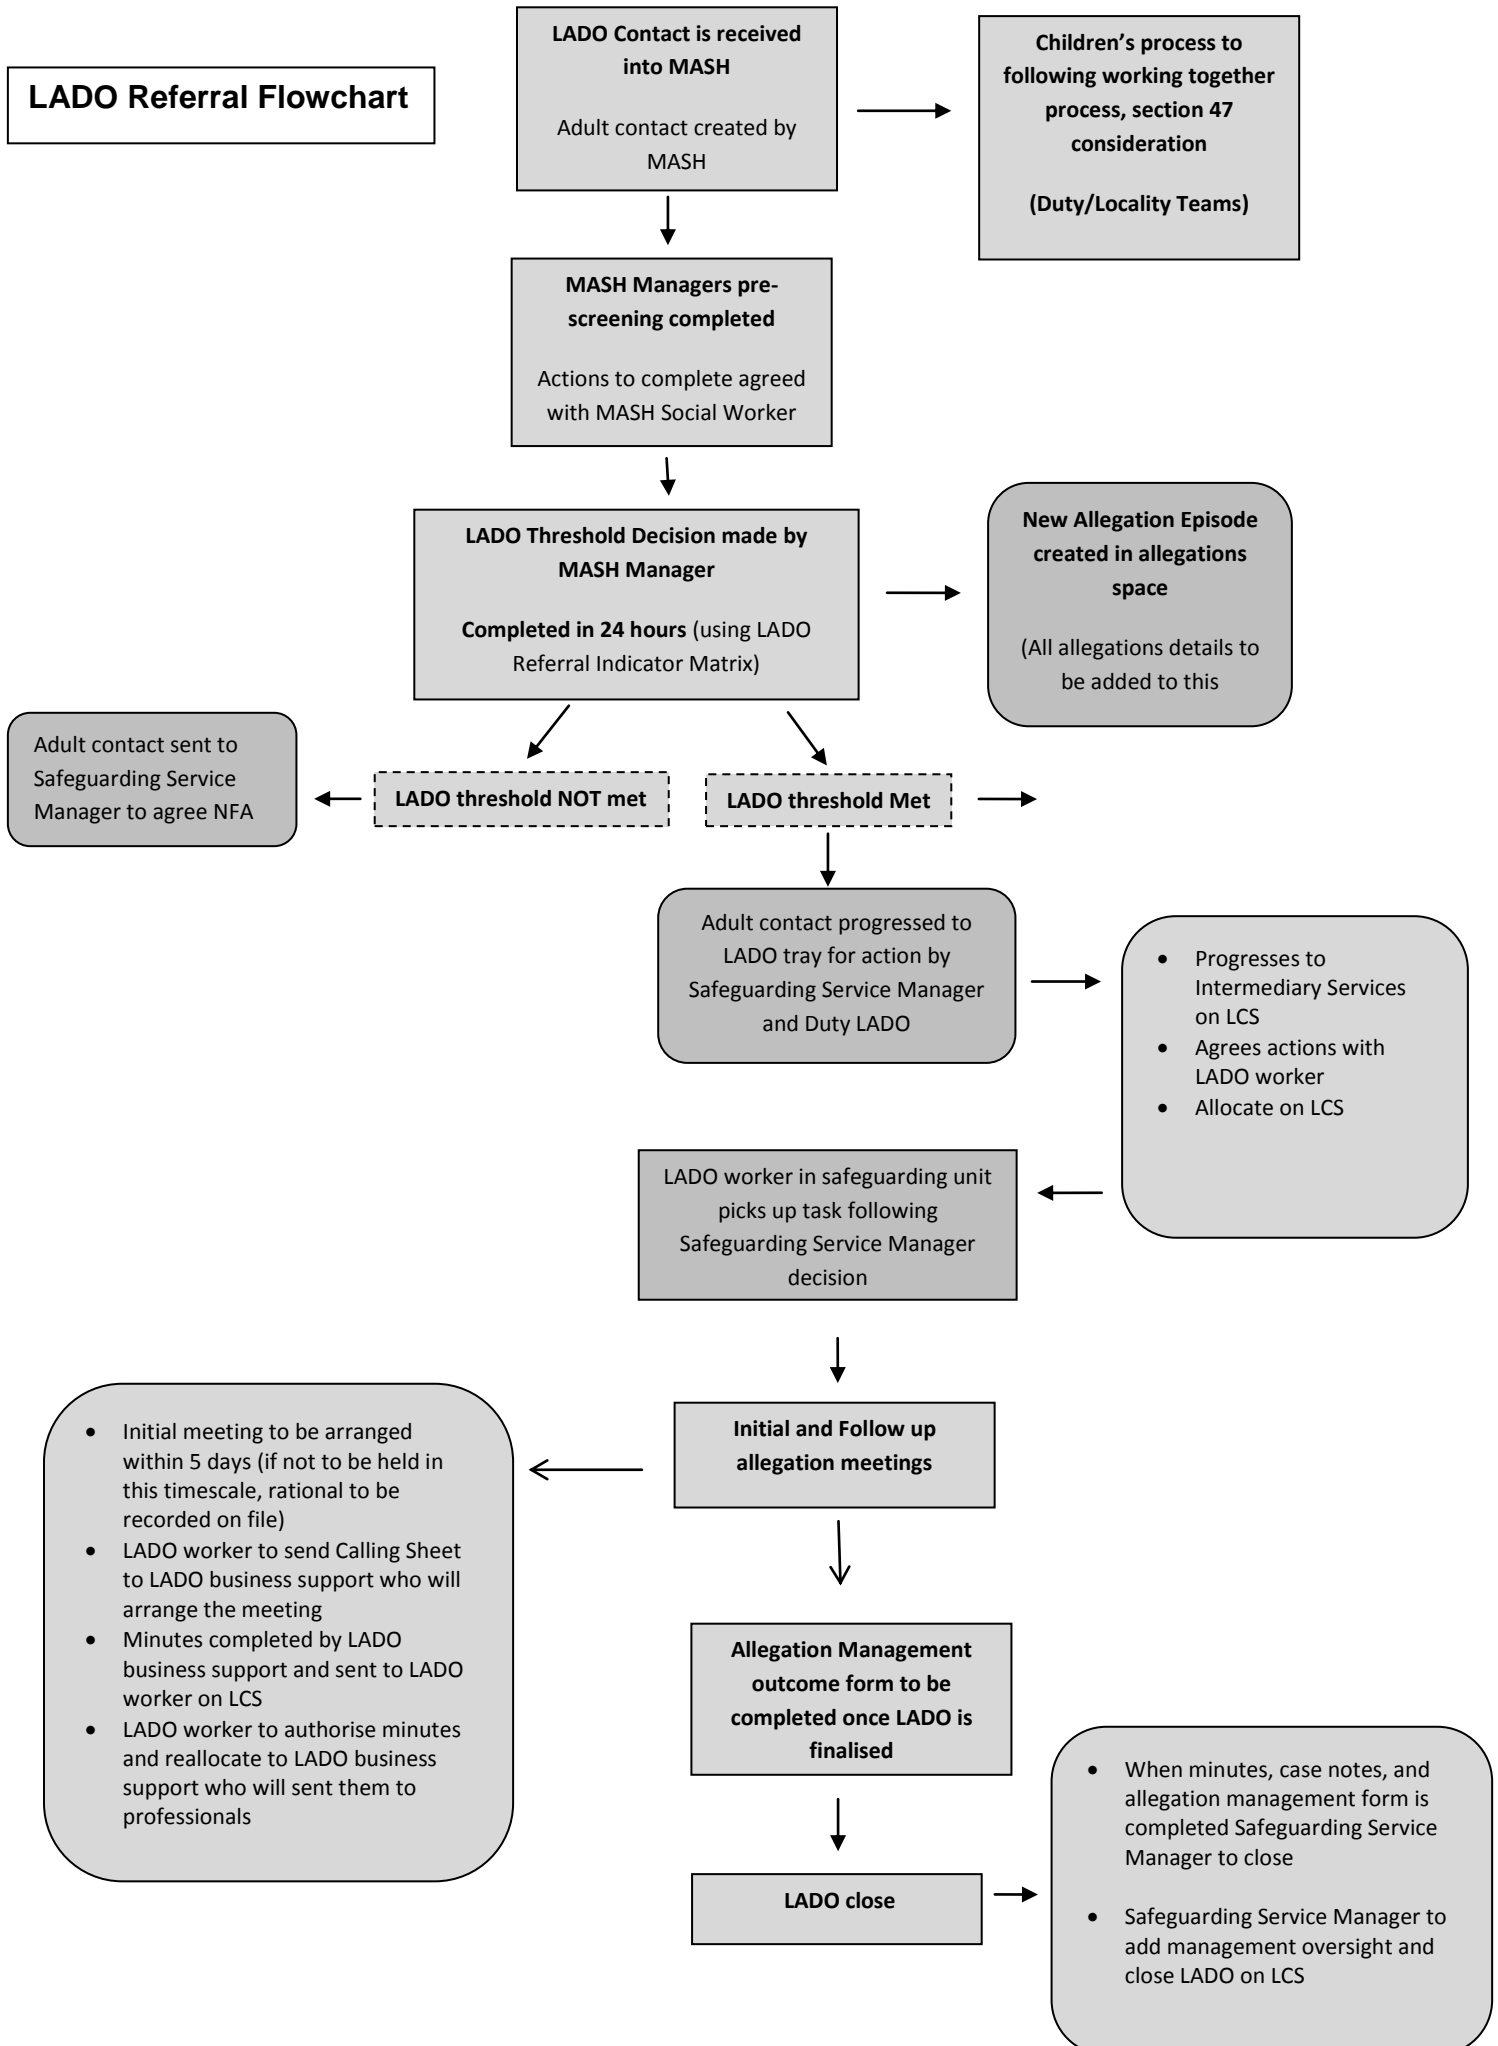 LADO Referral Flowchart
LADO Contact is received
into MASH
Adult contact created by
MASH
Children’s process to
following working together
process, section 47
consideration
(Duty/Locality Teams)
MASH Managers pre-
screening completed
Actions to complete agreed
with MASH Social Worker
LADO Threshold Decision made by
MASH Manager
Completed in 24 hours (using LADO
Referral Indicator Matrix)
New Allegation Episode
created in allegations
space
(All allegations details to
be added to this
Adult contact sent to
Safeguarding Service
Manager to agree NFA
LADO threshold NOT met
LADO threshold Met
Adult contact progressed to
LADO tray for action by
Safeguarding Service Manager
and Duty LADO
• Progresses to
Intermediary Services
on LCS
• Agrees actions with
LADO worker
• Allocate on LCS
LADO worker in safeguarding unit
picks up task following
Safeguarding Service Manager
decision
Initial and Follow up
allegation meetings
• Initial meeting to be arranged
within 5 days (if not to be held in
this timescale, rational to be
recorded on file)
• LADO worker to send Calling Sheet
to LADO business support who will
arrange the meeting
• Minutes completed by LADO
business support and sent to LADO
worker on LCS
• LADO worker to authorise minutes
and reallocate to LADO business
support who will sent them to
professionals
Allegation Management
outcome form to be
completed once LADO is
finalised
LADO close
• When minutes, case notes, and
allegation management form is
completed Safeguarding Service
Manager to close
• Safeguarding Service Manager to
add management oversight and
close LADO on LCS